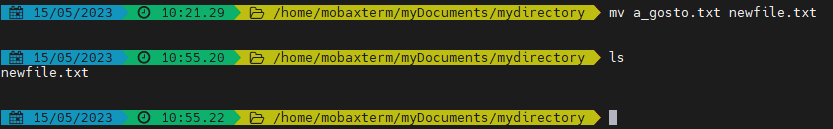 15/05/2023 10:21.29 /home/mobaxterm/myDocuments/mydirectory mv a_gosto.txt newfile.txt
15/05/2023 10:55.20 /home/mobaxterm/myDocuments/mydirectory ls
newfile.txt
15/05/2023 10:55.22 /home/mobaxterm/myDocuments/mydirectory